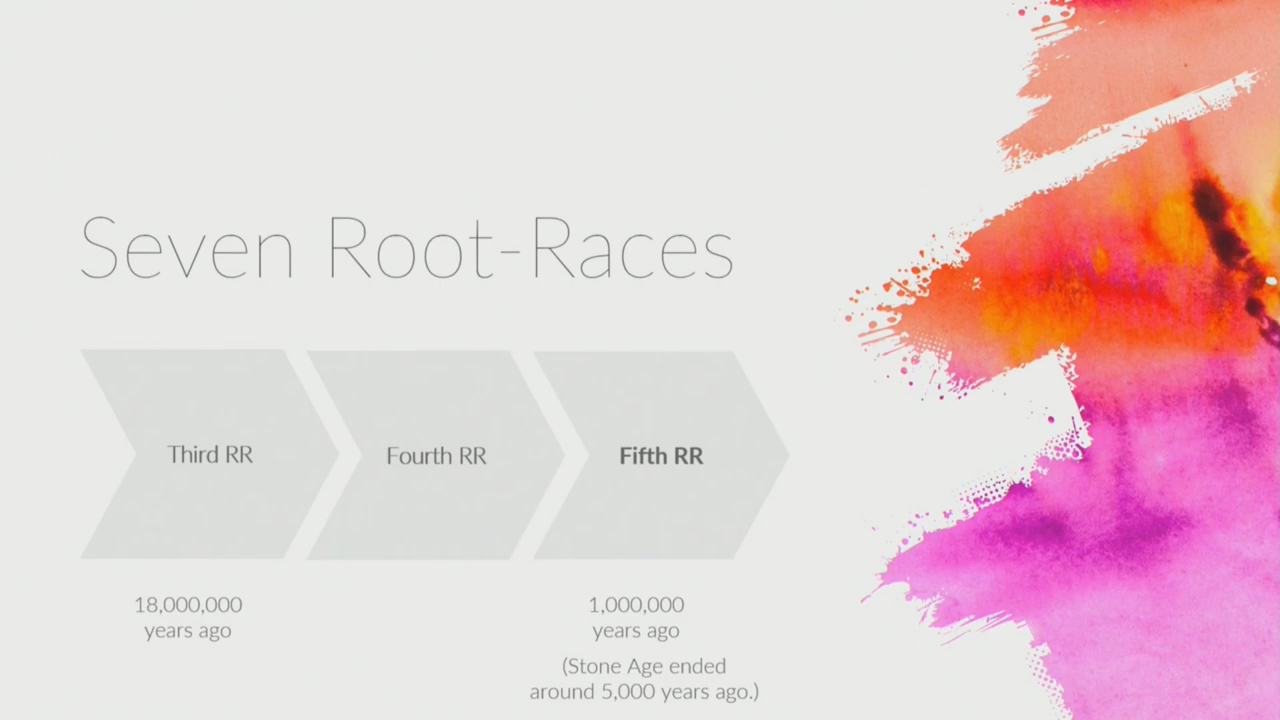 Seven Root-Races
Third RR
Fourth RR
Fifth RR
18,000,000
years ago
1,000,000
years ago
(Stone Age ended
around 5,000 years ago.)